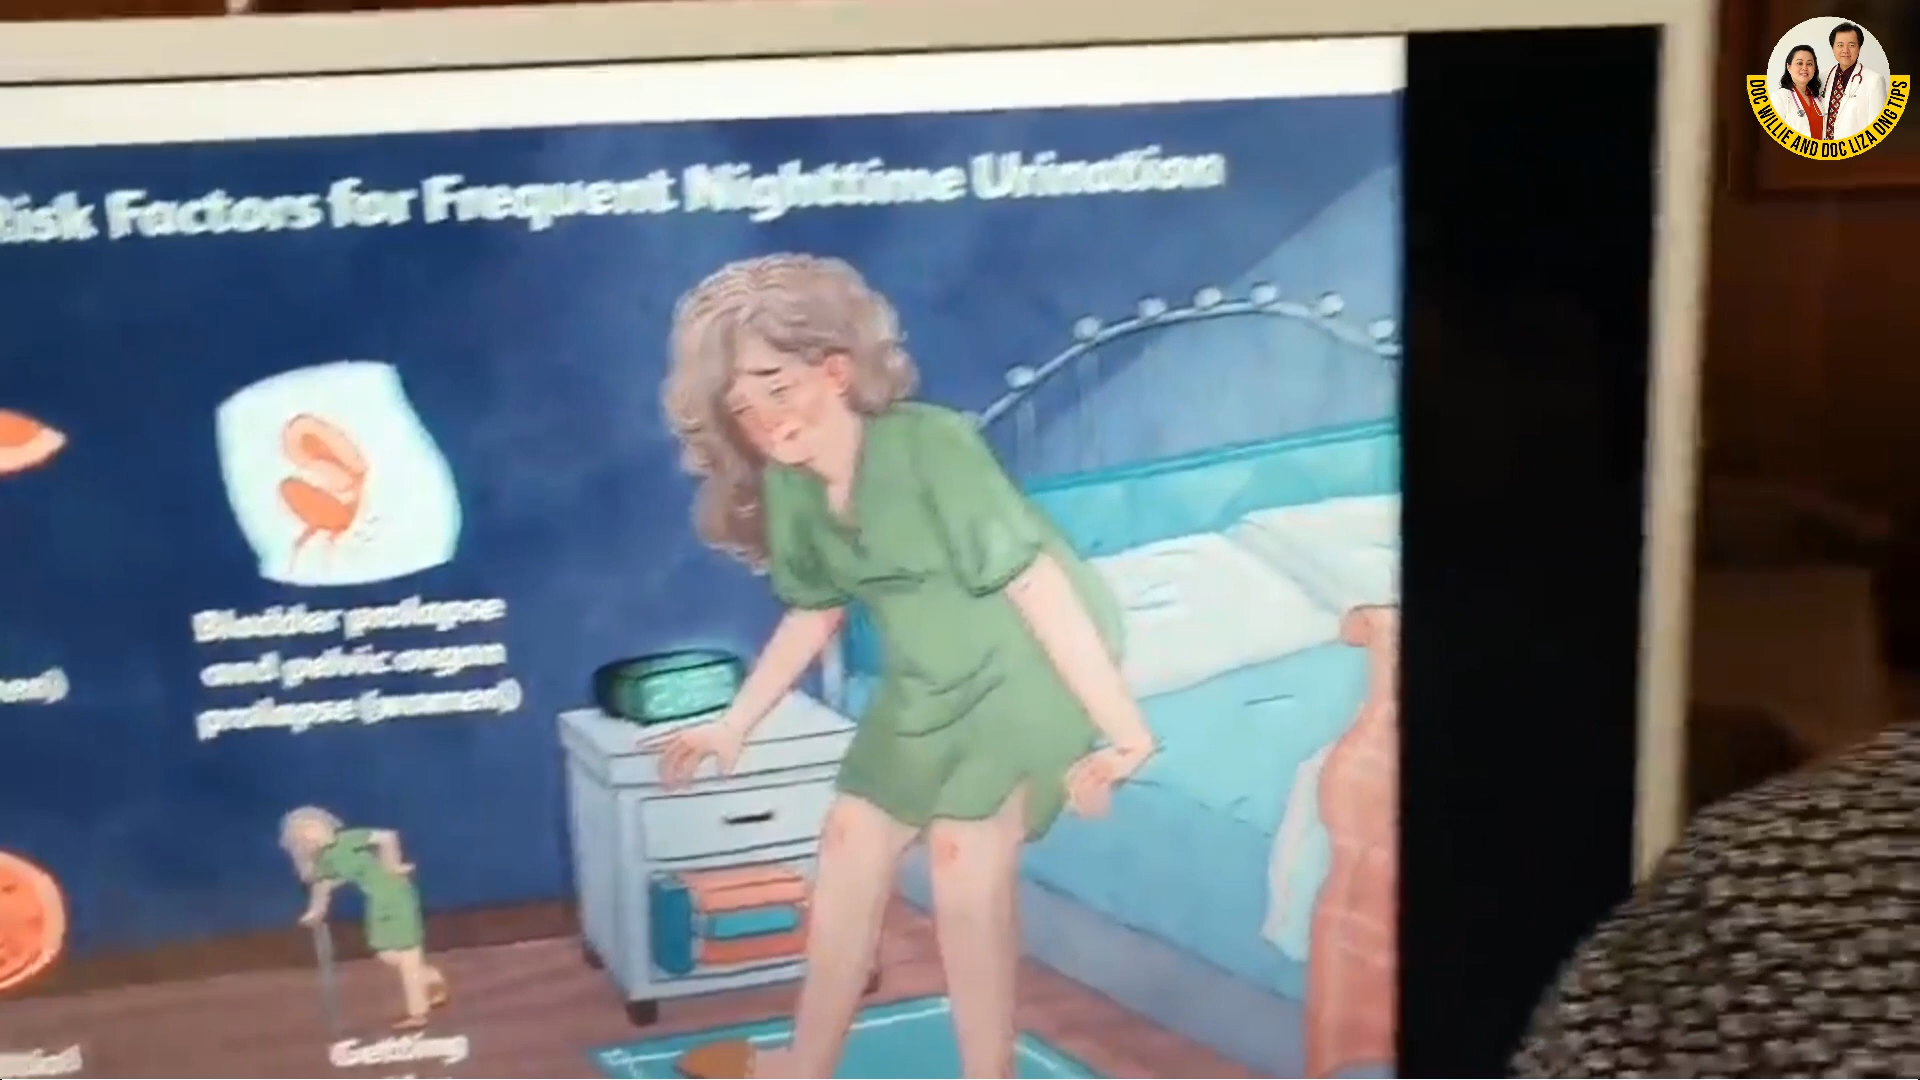 Risk Factors for Frequent Nighttime Urination
Bladder prolapse
and pelvic organ
prolapse (women)
Getting
DOC WILLIE AND DOC LIZA ONG TIPS